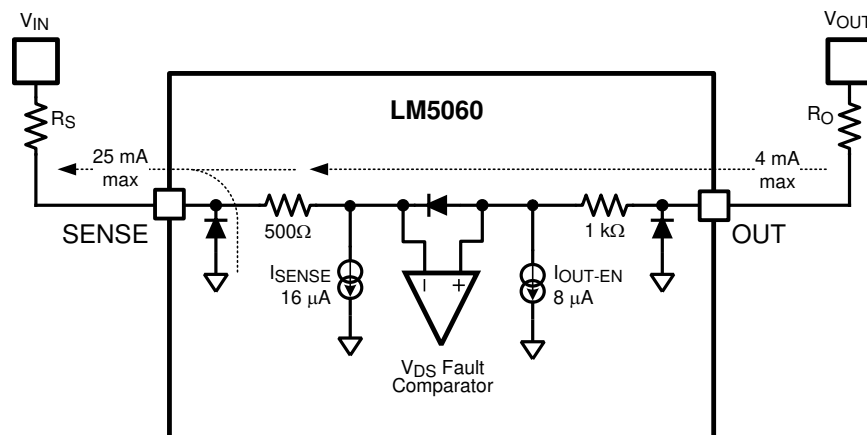 VIN
VOUT
RS
LM5060
RO
25 mA
max
4 mA
max
SENSE
500Ω
1 kΩ
OUT
ISENSE
16 μA
IOUT-EN
8 μA
− +
VDS Fault
Comparator